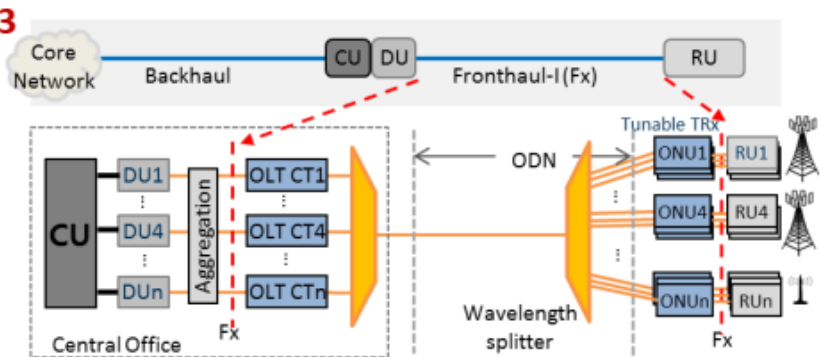 3
Core
Network
Backhaul
CU
DU
Fronthaul-I(Fx)
RU
Tunable TRx
ODN
CU
DU1
DU4
DUn
Aggregation
OLT CT1
OLT CT4
OLT CTn
ONU1
RU1
ONU4
RU4
ONUn
RUn
Wavelength
splitter
Central Office
Fx
Fx